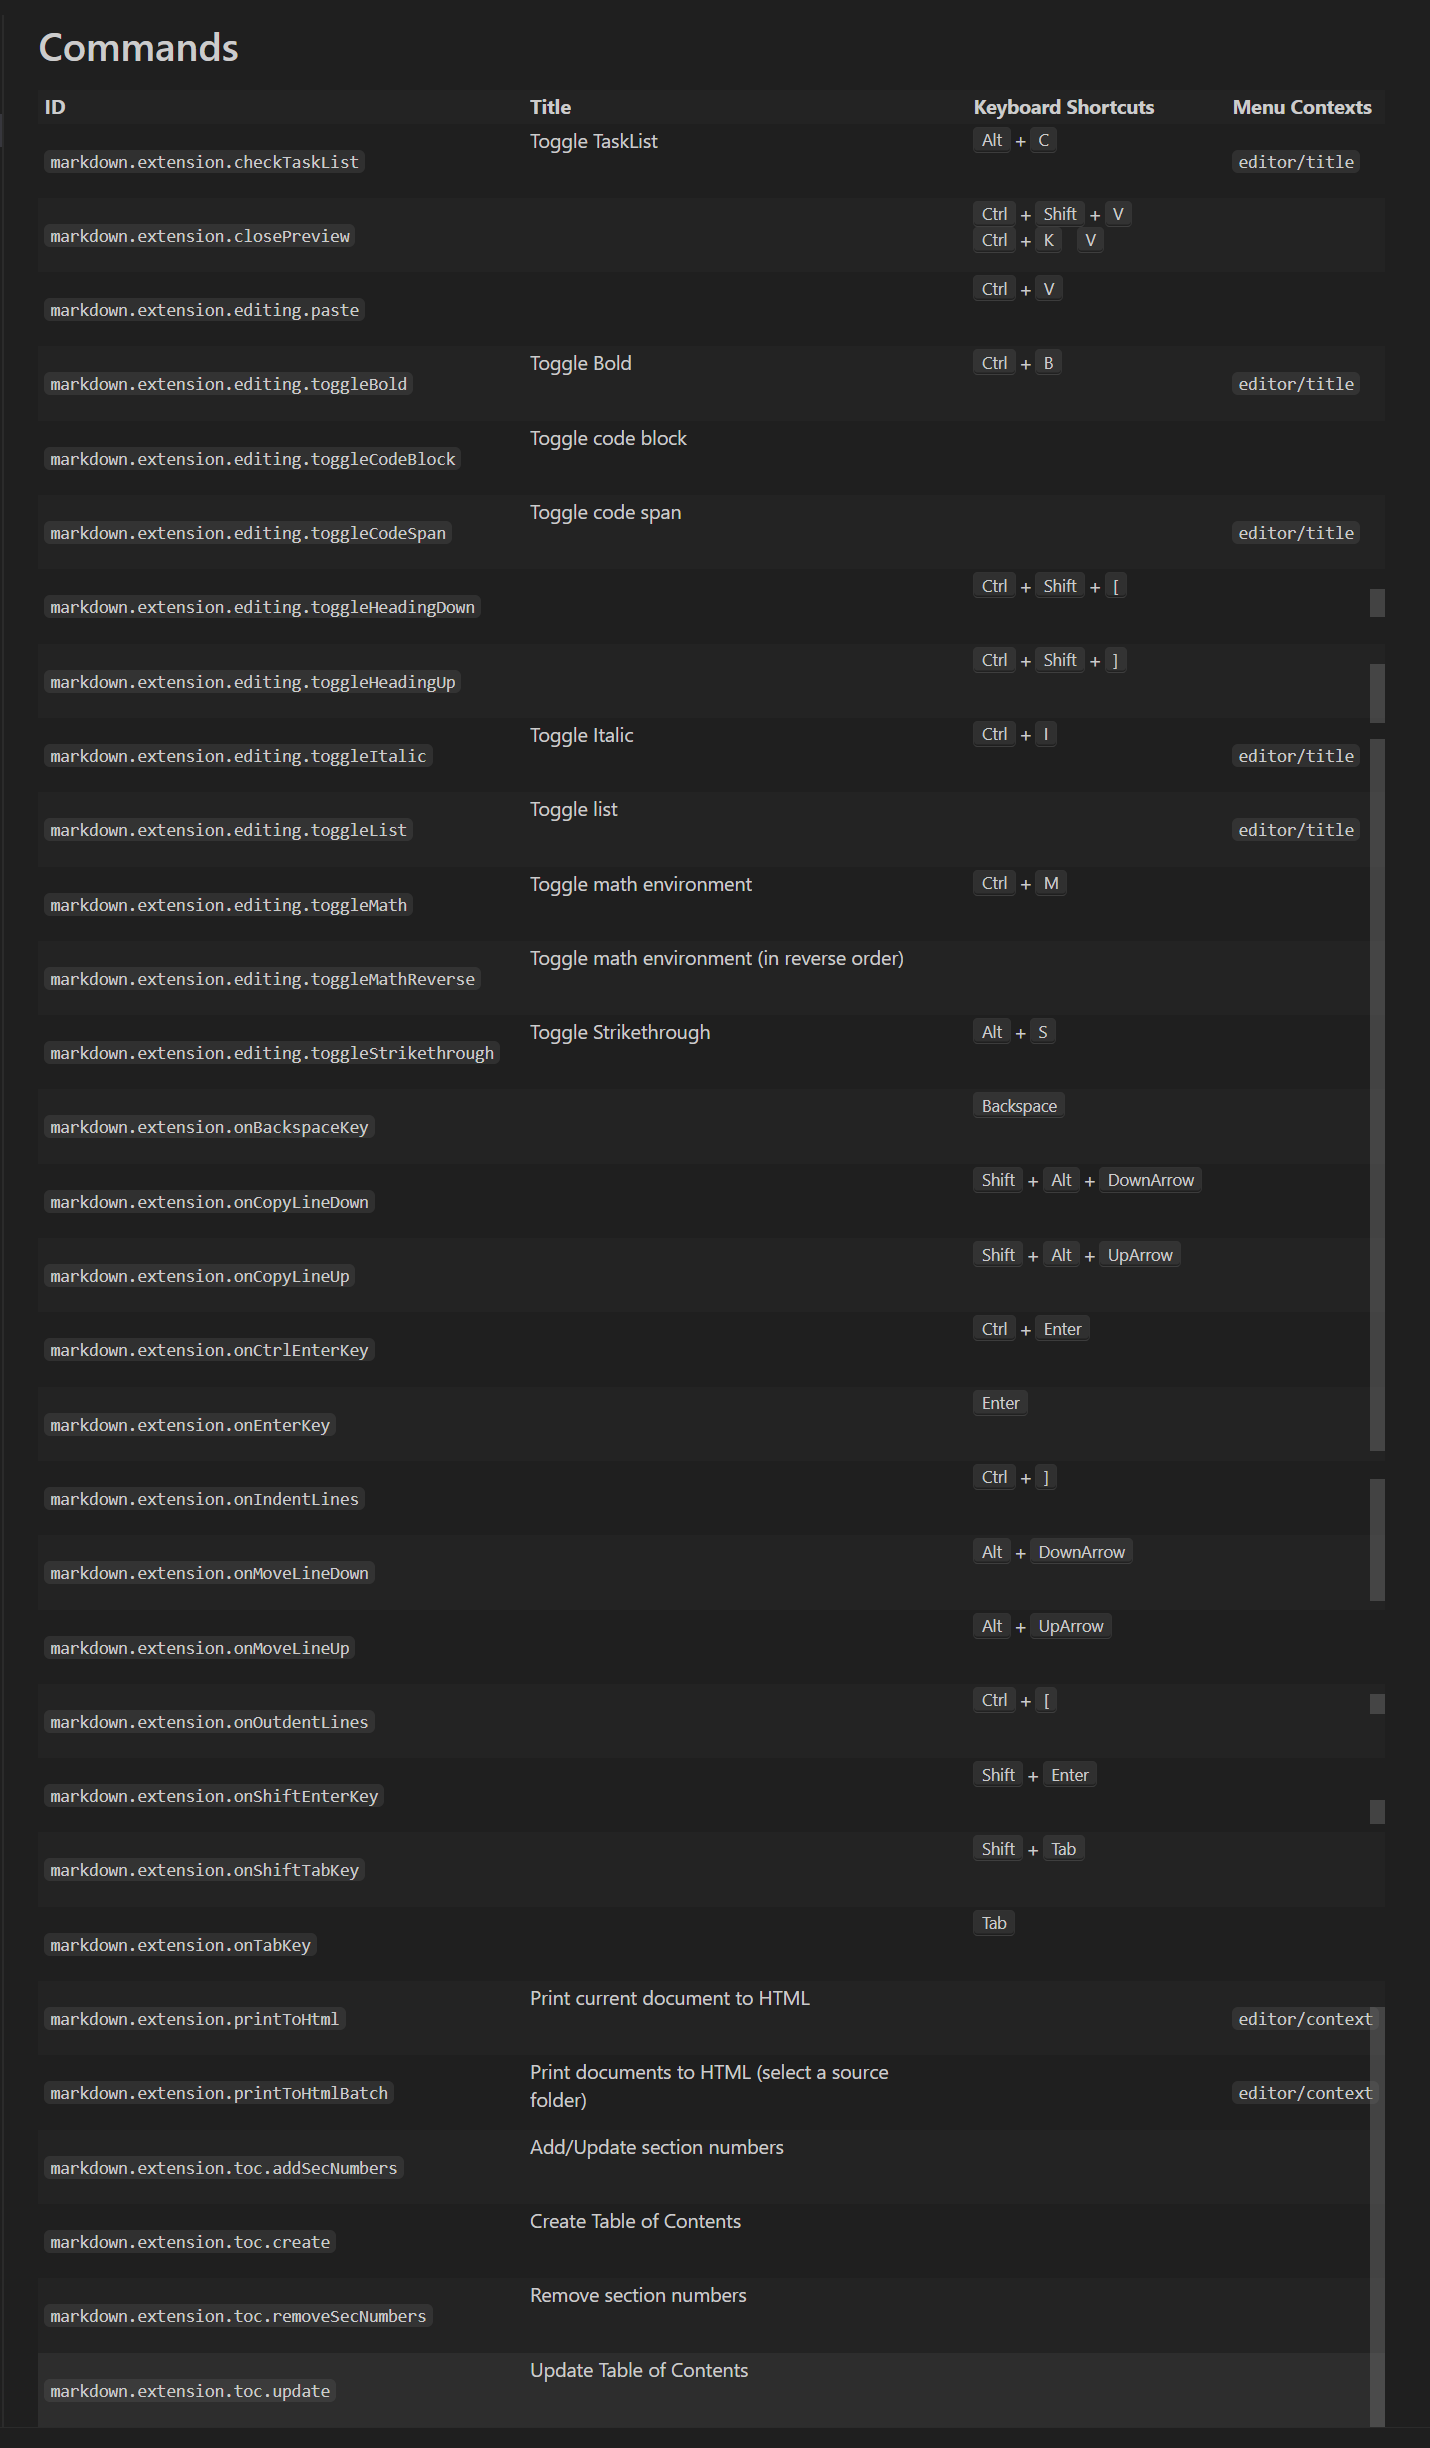 Commands
ID Title Keyboard Shortcuts Menu Contexts
markdown.extension.checkTaskList Toggle TaskList Alt + C editor/title
markdown.extension.closePreview Ctrl + Shift + V
Ctrl + K V
markdown.extension.editing.paste Ctrl + V
markdown.extension.editing.toggleBold Toggle Bold Ctrl + B editor/title
markdown.extension.editing.toggleCodeBlock Toggle code block
markdown.extension.editing.toggleCodeSpan Toggle code span editor/title
markdown.extension.editing.toggleHeadingDown Ctrl + Shift + [
markdown.extension.editing.toggleHeadingUp Ctrl + Shift + ]
markdown.extension.editing.toggleItalic Toggle Italic Ctrl + I editor/title
markdown.extension.editing.toggleList Toggle list editor/title
markdown.extension.editing.toggleMath Toggle math environment Ctrl + M
markdown.extension.editing.toggleMathReverse Toggle math environment (in reverse order)
markdown.extension.editing.toggleStrikethrough Toggle Strikethrough Alt + S
markdown.extension.onBackspaceKey Backspace
markdown.extension.onCopyLineDown Shift + Alt + DownArrow
markdown.extension.onCopyLineUp Shift + Alt + UpArrow
markdown.extension.onCtrlEnterKey Ctrl + Enter
markdown.extension.onEnterKey Enter
markdown.extension.onIndentLines Ctrl + ]
markdown.extension.onMoveLineDown Alt + DownArrow
markdown.extension.onMoveLineUp Alt + UpArrow
markdown.extension.onOutdentLines Ctrl + [
markdown.extension.onShiftEnterKey Shift + Enter
markdown.extension.onShiftTabKey Shift + Tab
markdown.extension.onTabKey Tab
markdown.extension.printToHtml Print current document to HTML editor/context
markdown.extension.printToHtmlBatch Print documents to HTML (select a source editor/context
folder)
markdown.extension.toc.addSecNumbers Add/Update section numbers
markdown.extension.toc.create Create Table of Contents
markdown.extension.toc.removeSecNumbers Remove section numbers
markdown.extension.toc.update Update Table of Contents